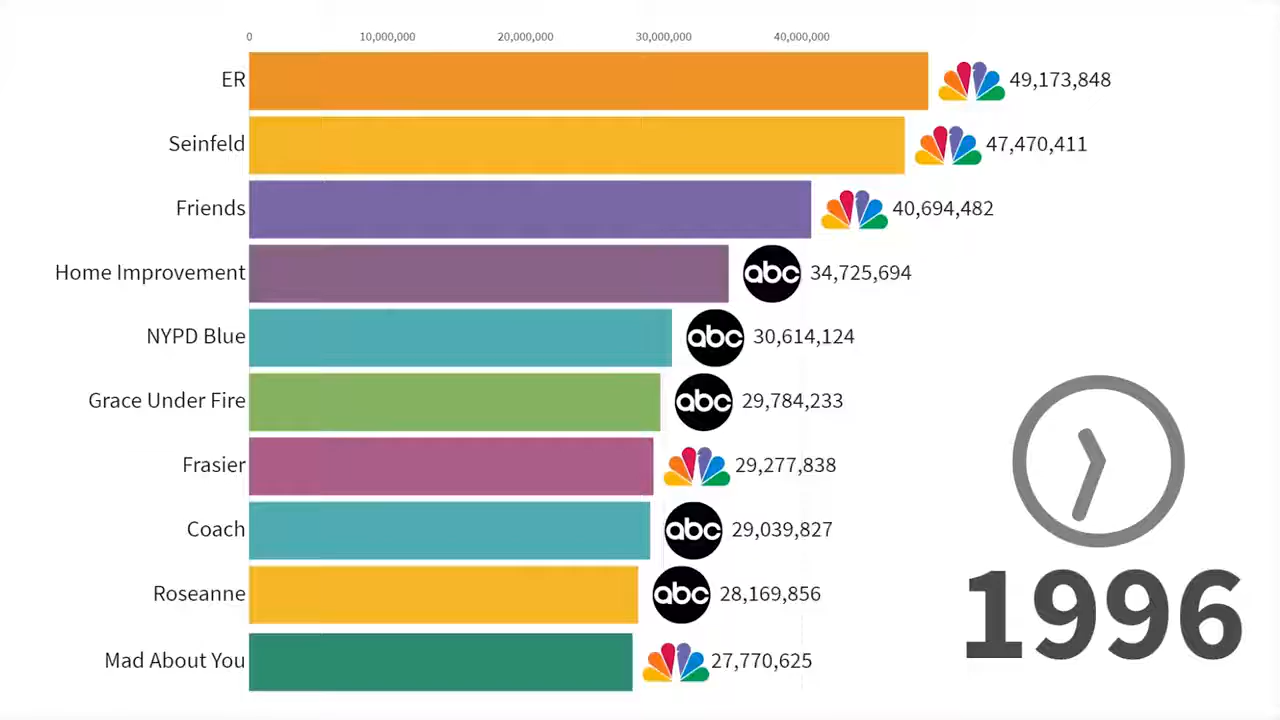 0 10,000,000 20,000,000 30,000,000 40,000,000
ER 49,173,848
Seinfeld 47,470,411
Friends 40,694,482
Home Improvement abc 34,725,694
NYPD Blue abc 30,614,124
Grace Under Fire abc 29,784,233
Frasier 29,277,838
Coach abc 29,039,827
Roseanne abc 28,169,856
Mad About You 27,770,625
1996